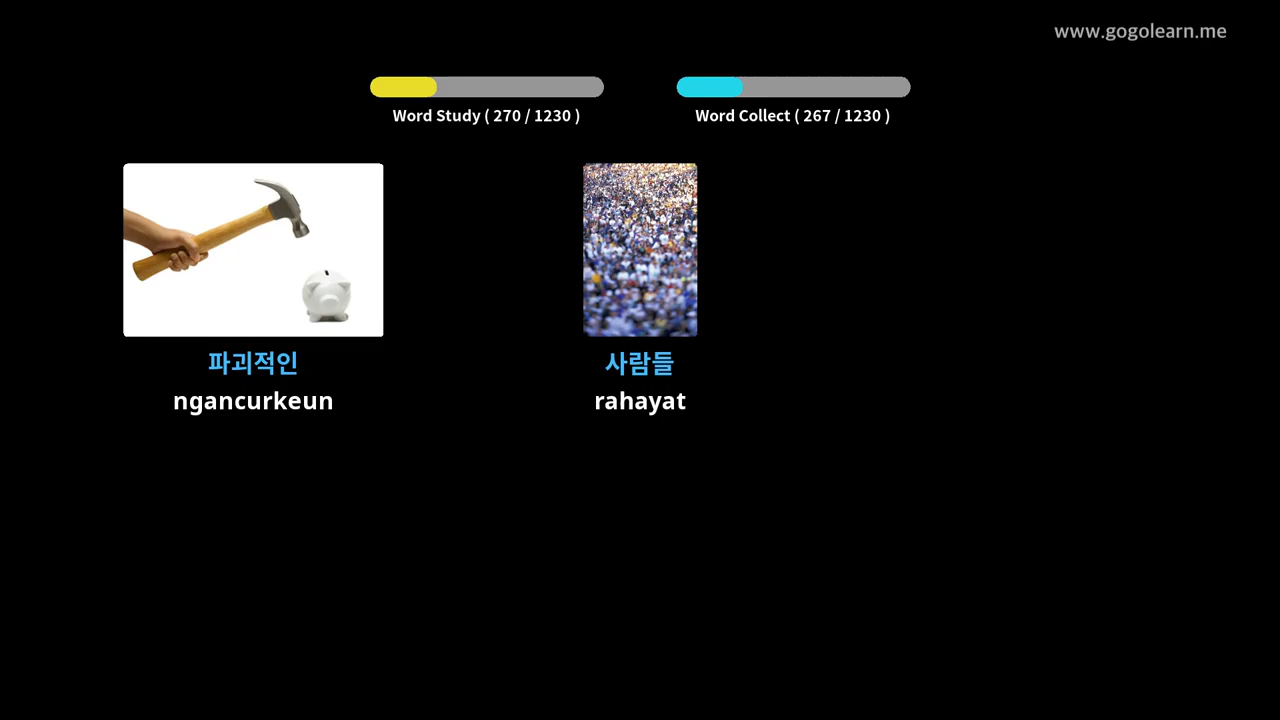 www.gogolearn.me
Word Study ( 270 / 1230 )
Word Collect ( 267 / 1230 )
파괴적인
ngancurkeun
사람들
rahayat